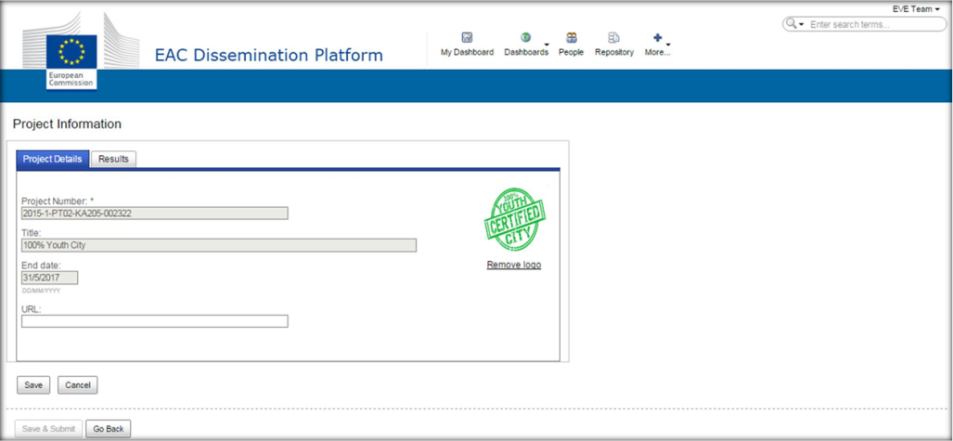 EVE Team
Enter search terms...
My Dashboard Dashboards People Repository More...
EAC Dissemination Platform
European
Commission
Project Information
Project Details Results
Project Number: *
2015-1-PT02-KA205-002322
100%
YOUTH
CERTIFIED
CITY
Title:
100% Youth City
End date:
31/5/2017
DD/MM/YYYY
Remove logo
URL:
Save Cancel
Save & Submit Go Back